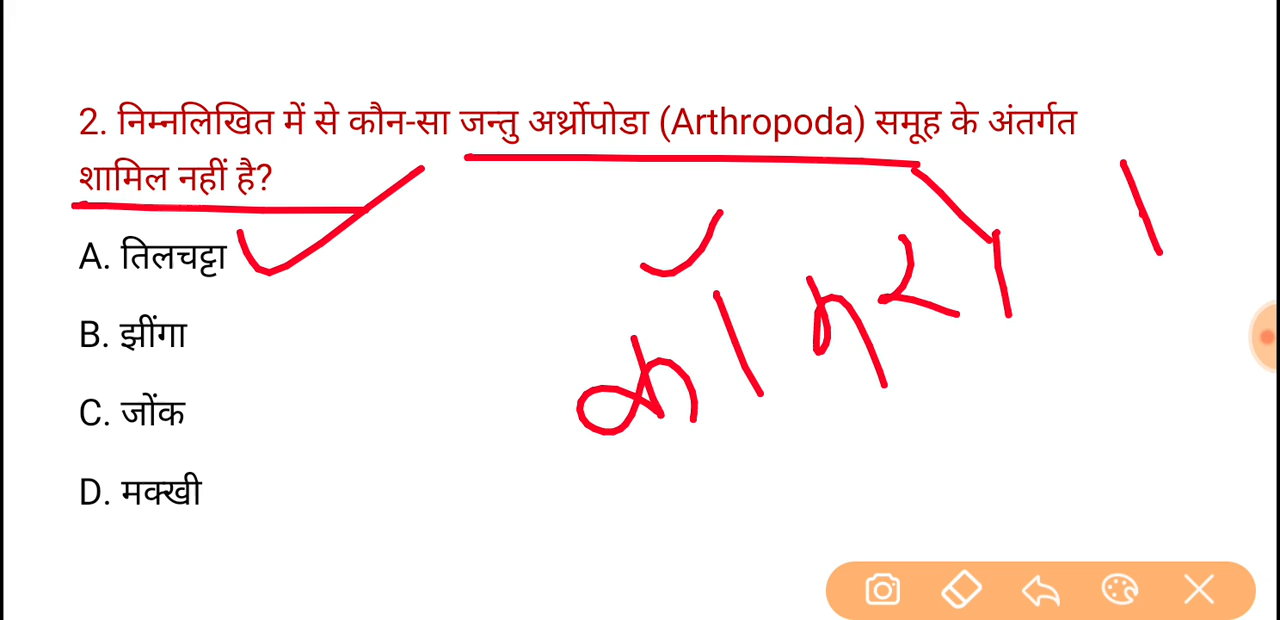 2. निम्नलिखित में से कौन-सा जन्तु अर्थ्रोपोडा (Arthropoda) समूह के अंतर्गत
शामिल नहीं है?
A. तिलचट्टा
B. झींगा
C. जोंक
D. मक्खी